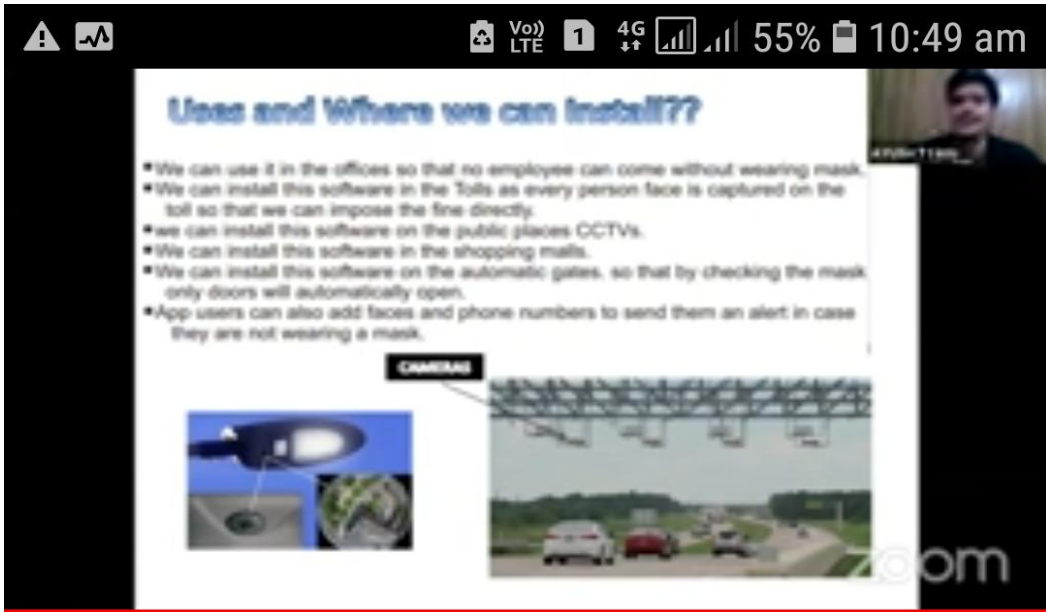 Vo))
LTE
1
4G
55%
10:49 am
Uses and Where we can Install??
We can use it in the offices so that no employee can come without wearing mask.
We can install this software in the Tolls as every person face is captured on the
toll so that we can impose the fine directly.
we can install this software on the public places CCTVs.
We can install this software in the shopping malls.
We can install this software on the automatic gates. so that by checking the mask
only doors will automatically open.
App users can also add faces and phone numbers to send them an alert in case
they are not wearing a mask.
CAMERAS
zoom